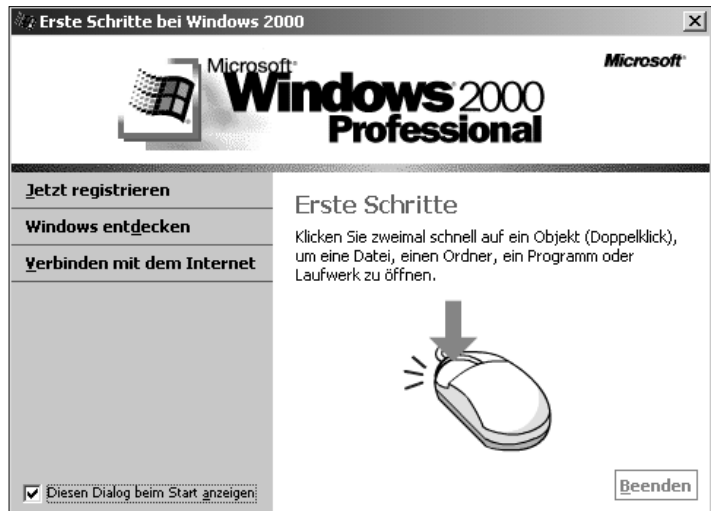 Erste Schritte bei Windows 2000
Microsoft
Windows 2000
Professional
Microsoft
Jetzt registrieren
Windows entdecken
Verbinden mit dem Internet
Erste Schritte
Klicken Sie zweimal schnell auf ein Objekt (Doppelklick),
um eine Datei, einen Ordner, ein Programm oder
Laufwerk zu öffnen.
Diesen Dialog beim Start anzeigen
Beenden